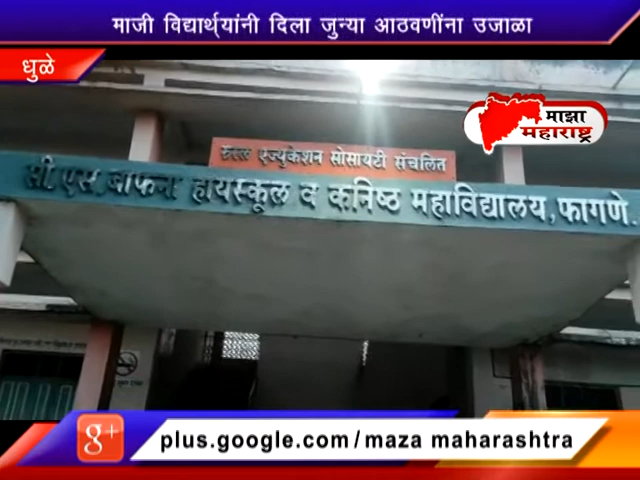 माजी विद्यार्थ्यांनी दिला जुन्या आठवणींना उजाळा
धुळे
माझा
महाराष्ट्र
रुरल एज्युकेशन सोसायटी संचलित
सी.एस.बाफना हायस्कूल व कनिष्ठ महाविद्यालय, फागणे.
g+ plus.google.com/maza maharashtra